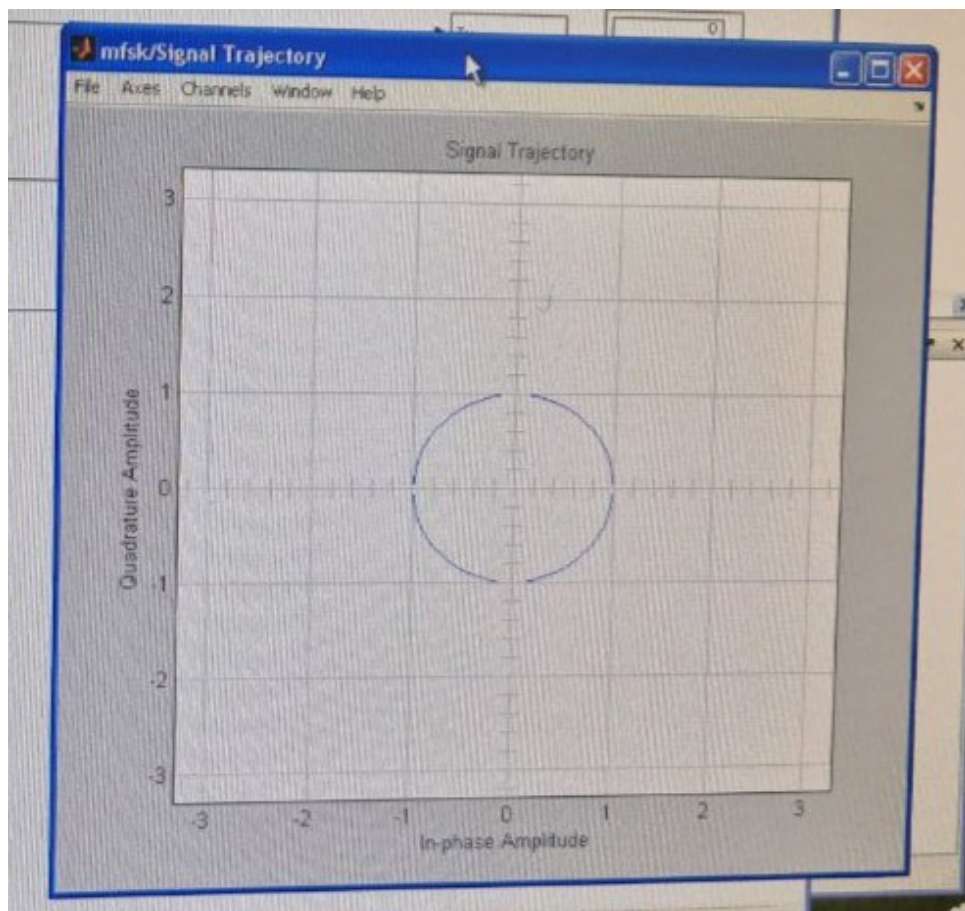 0
mfsk/Signal Trajectory
File Axes Channels Window Help
Signal Trajectory
3
2
1
0
-1
-2
-3
Quadrature Amplitude
-3 -2 -1 0 1 2 3
In-phase Amplitude